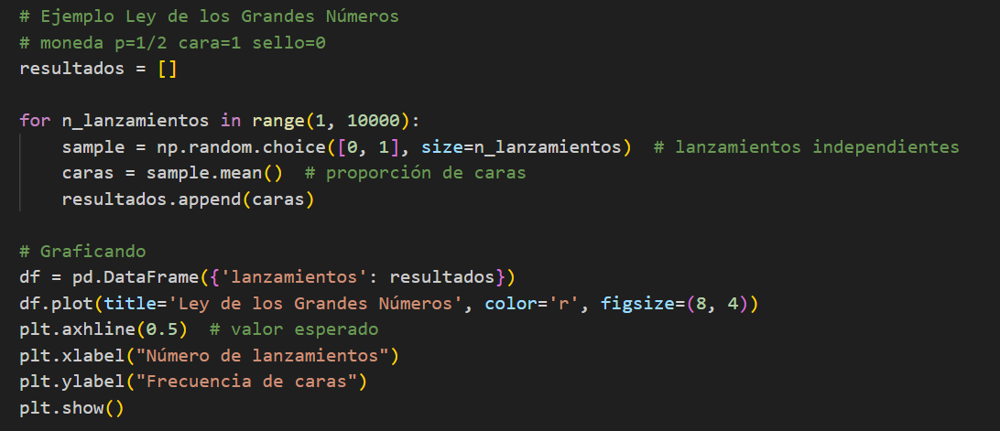 # Ejemplo Ley de los Grandes Números
# moneda p=1/2 cara=1 sello=0
resultados = []

for n_lanzamientos in range(1, 10000):
    sample = np.random.choice([0, 1], size=n_lanzamientos)  # lanzamientos independientes
    caras = sample.mean()  # proporción de caras
    resultados.append(caras)

# Graficando
df = pd.DataFrame({'lanzamientos': resultados})
df.plot(title='Ley de los Grandes Números', color='r', figsize=(8, 4))
plt.axhline(0.5)  # valor esperado
plt.xlabel("Número de lanzamientos")
plt.ylabel("Frecuencia de caras")
plt.show()